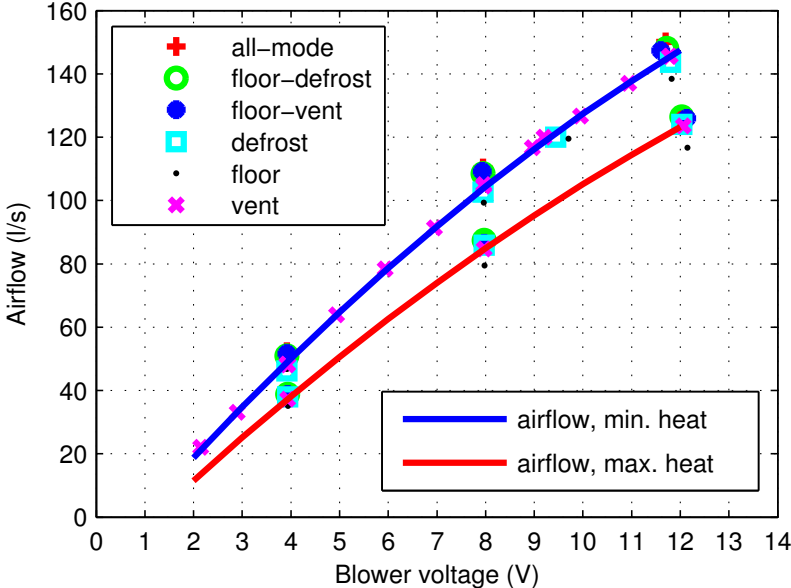 160
140
120
100
80
60
40
20
0
Airflow (l/s)
all−mode
floor−defrost
floor−vent
defrost
floor
vent
airflow, min. heat
airflow, max. heat
0 1 2 3 4 5 6 7 8 9 10 11 12 13 14
Blower voltage (V)